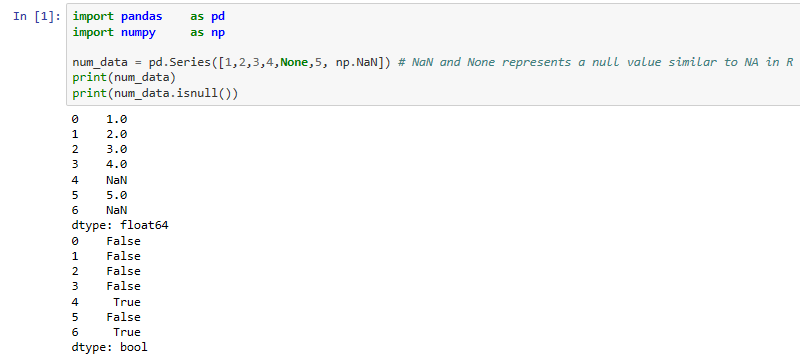 In [1]: import pandas    as pd
import numpy     as np
num_data = pd.Series([1,2,3,4,None,5, np.NaN]) # NaN and None represents a null value similar to NA in R
print(num_data)
print(num_data.isnull())
0    1.0
1    2.0
2    3.0
3    4.0
4    NaN
5    5.0
6    NaN
dtype: float64
0    False
1    False
2    False
3    False
4     True
5    False
6     True
dtype: bool